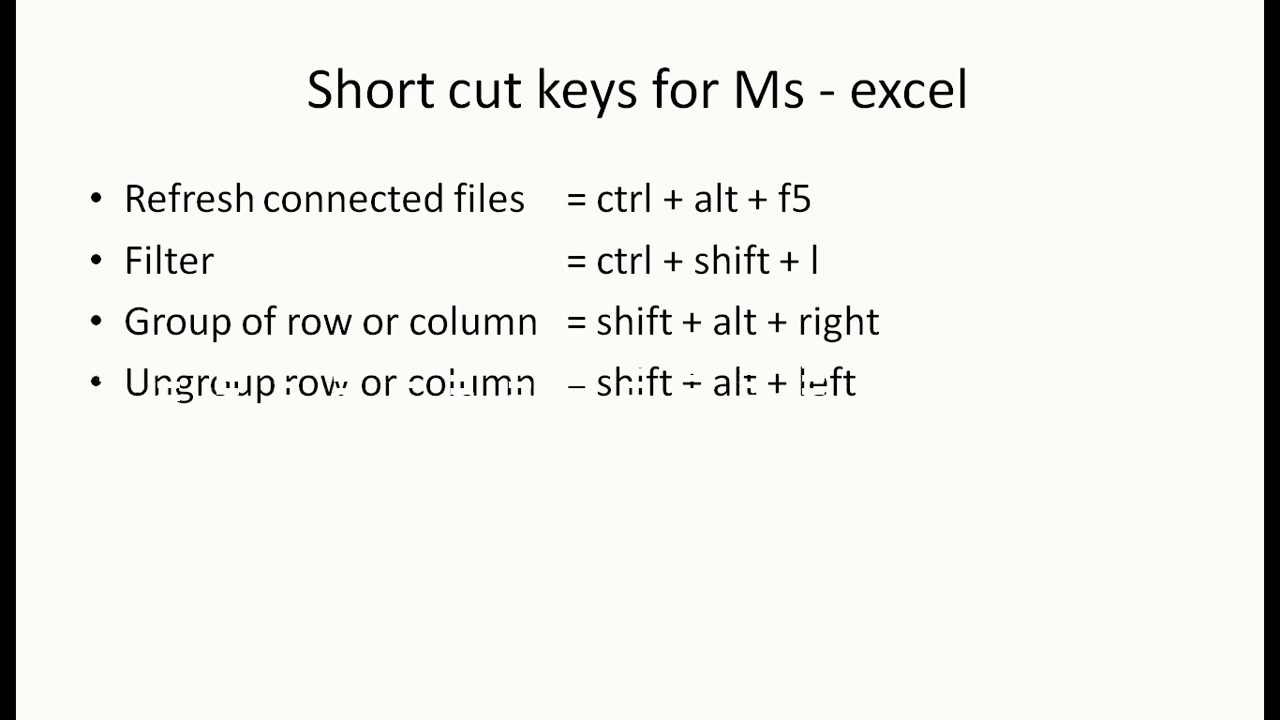 Short cut keys for Ms - excel
• Refresh connected files = ctrl + alt + f5
• Filter = ctrl + shift + l
• Group of row or column = shift + alt + right
• Ungroup row or column = shift + alt + left